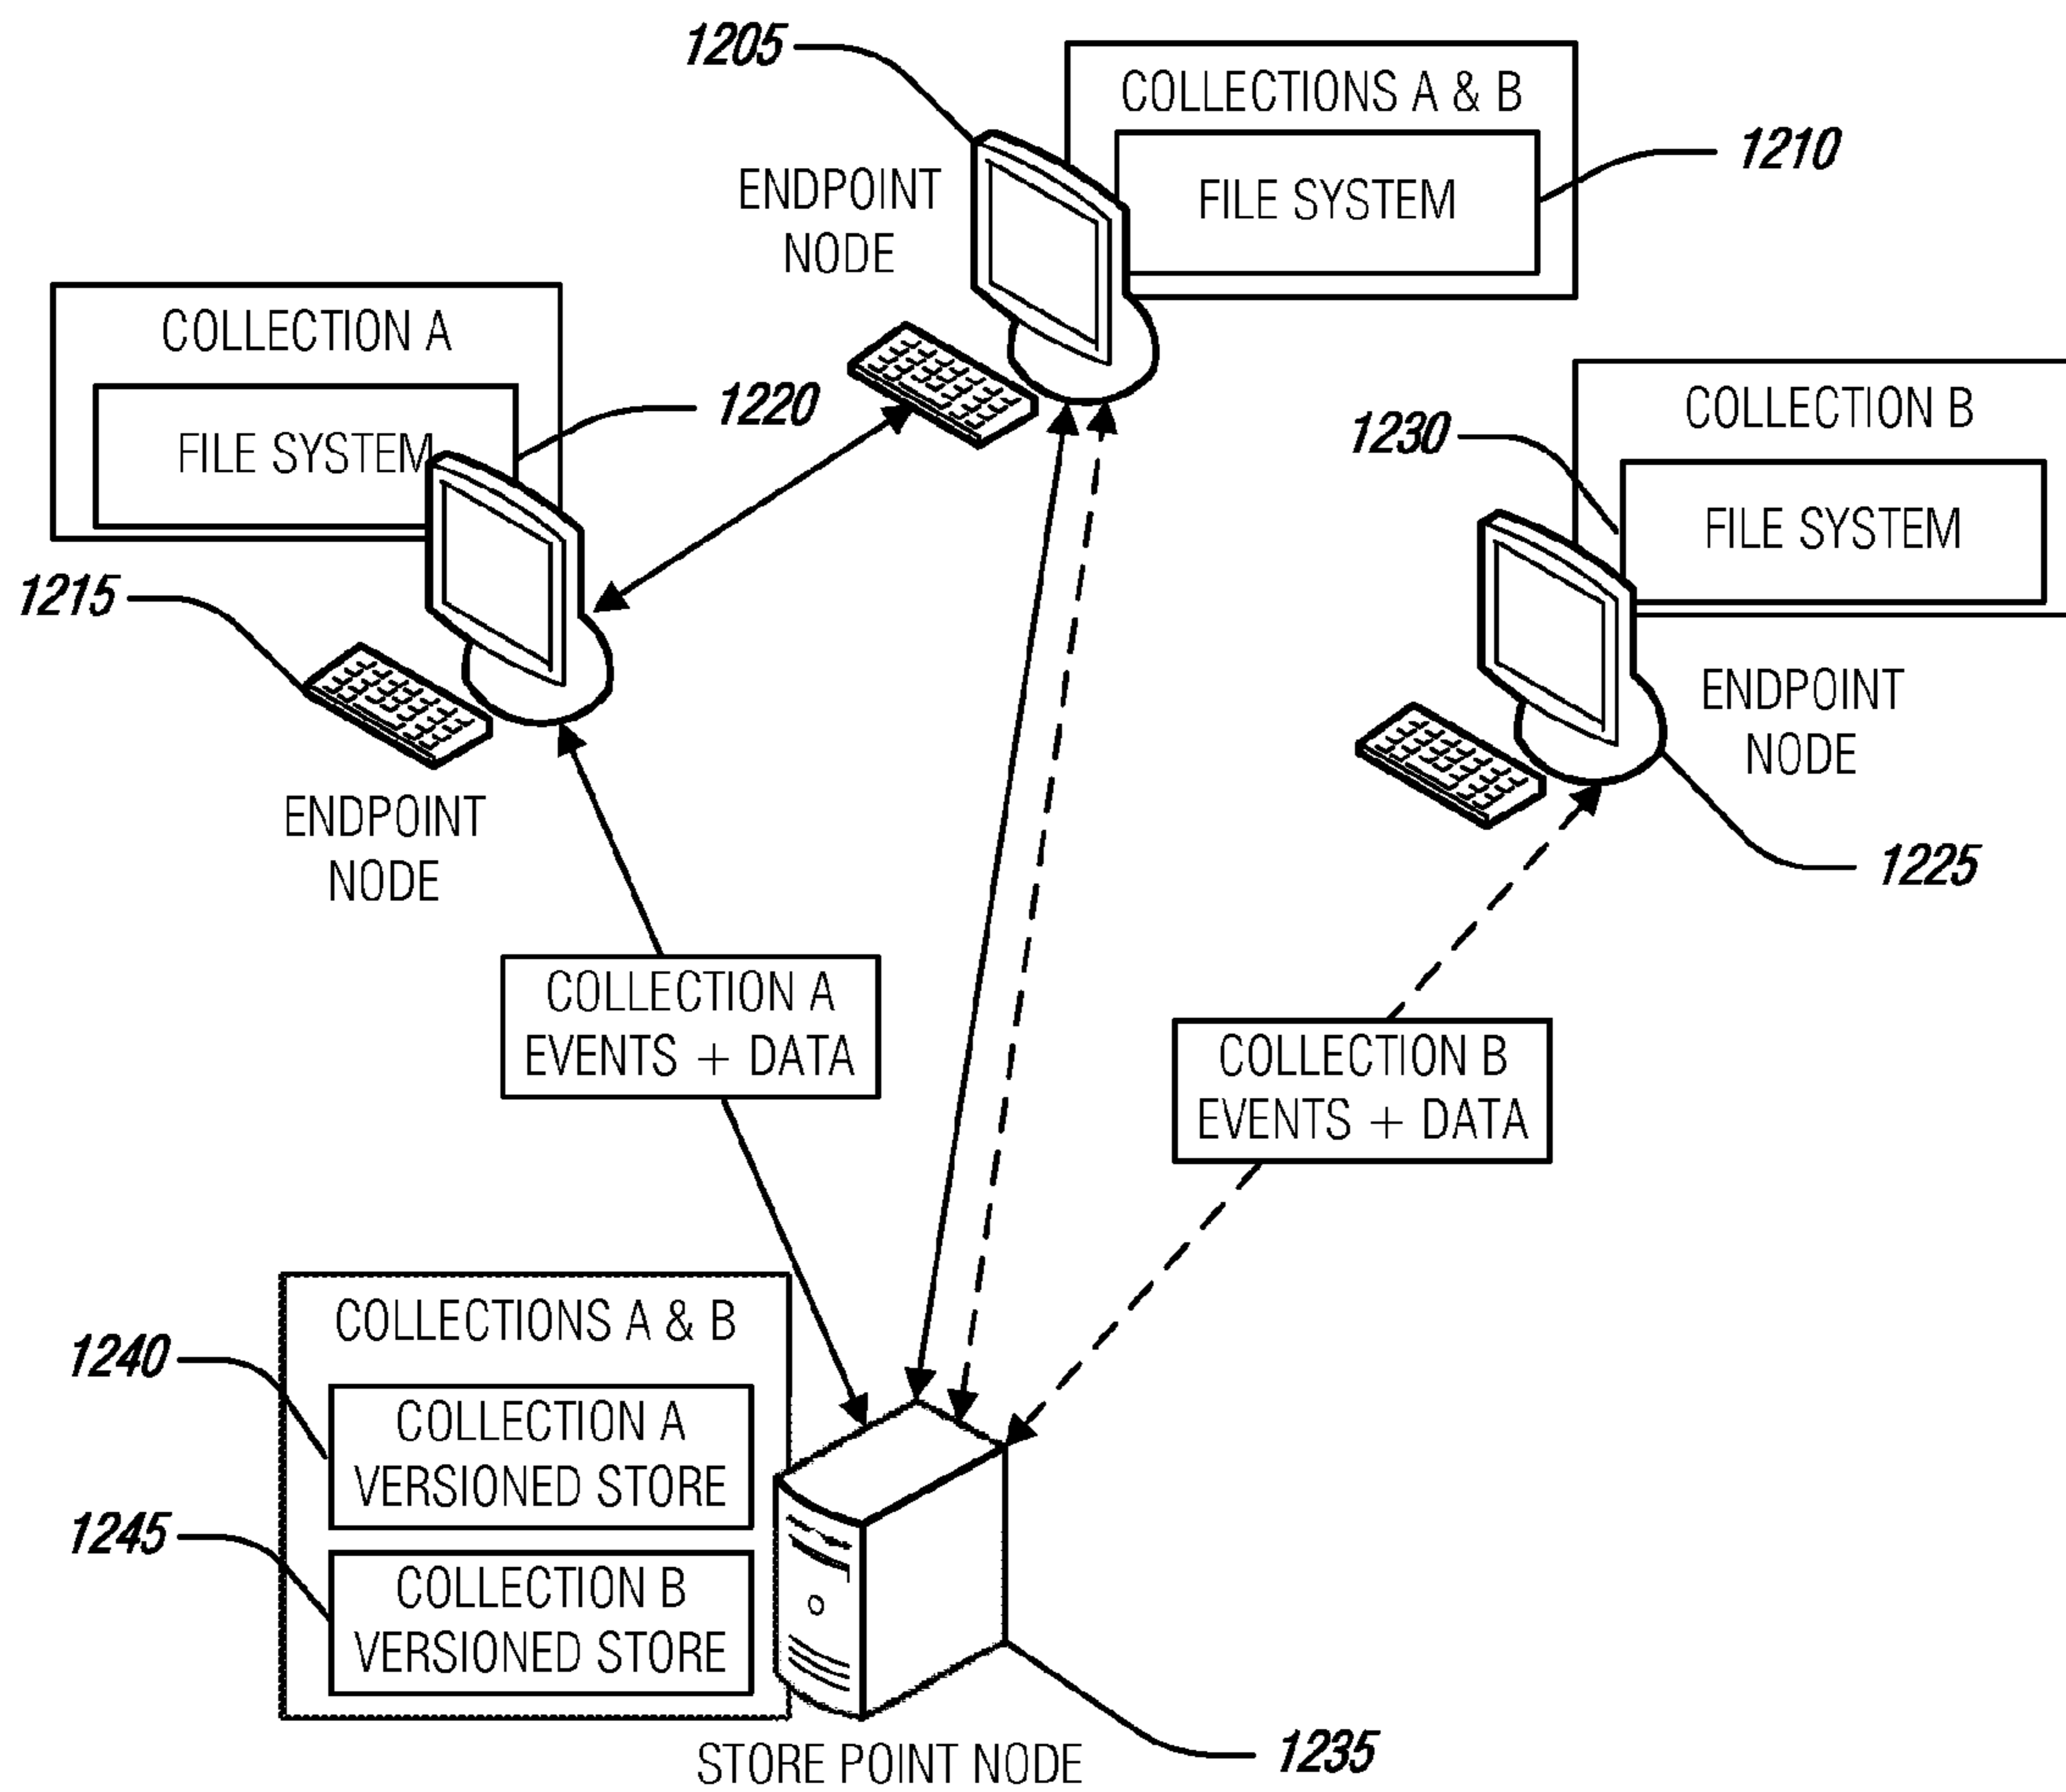 1205
COLLECTIONS A & B
FILE SYSTEM
1210
ENDPOINT
NODE
COLLECTION A
FILE SYSTEM
1220
1215
ENDPOINT
NODE
COLLECTION B
1230
FILE SYSTEM
ENDPOINT
NODE
1225
COLLECTION A
EVENTS + DATA
COLLECTION B
EVENTS + DATA
COLLECTIONS A & B
1240
COLLECTION A
VERSIONED STORE
1245
COLLECTION B
VERSIONED STORE
STORE POINT NODE
1235